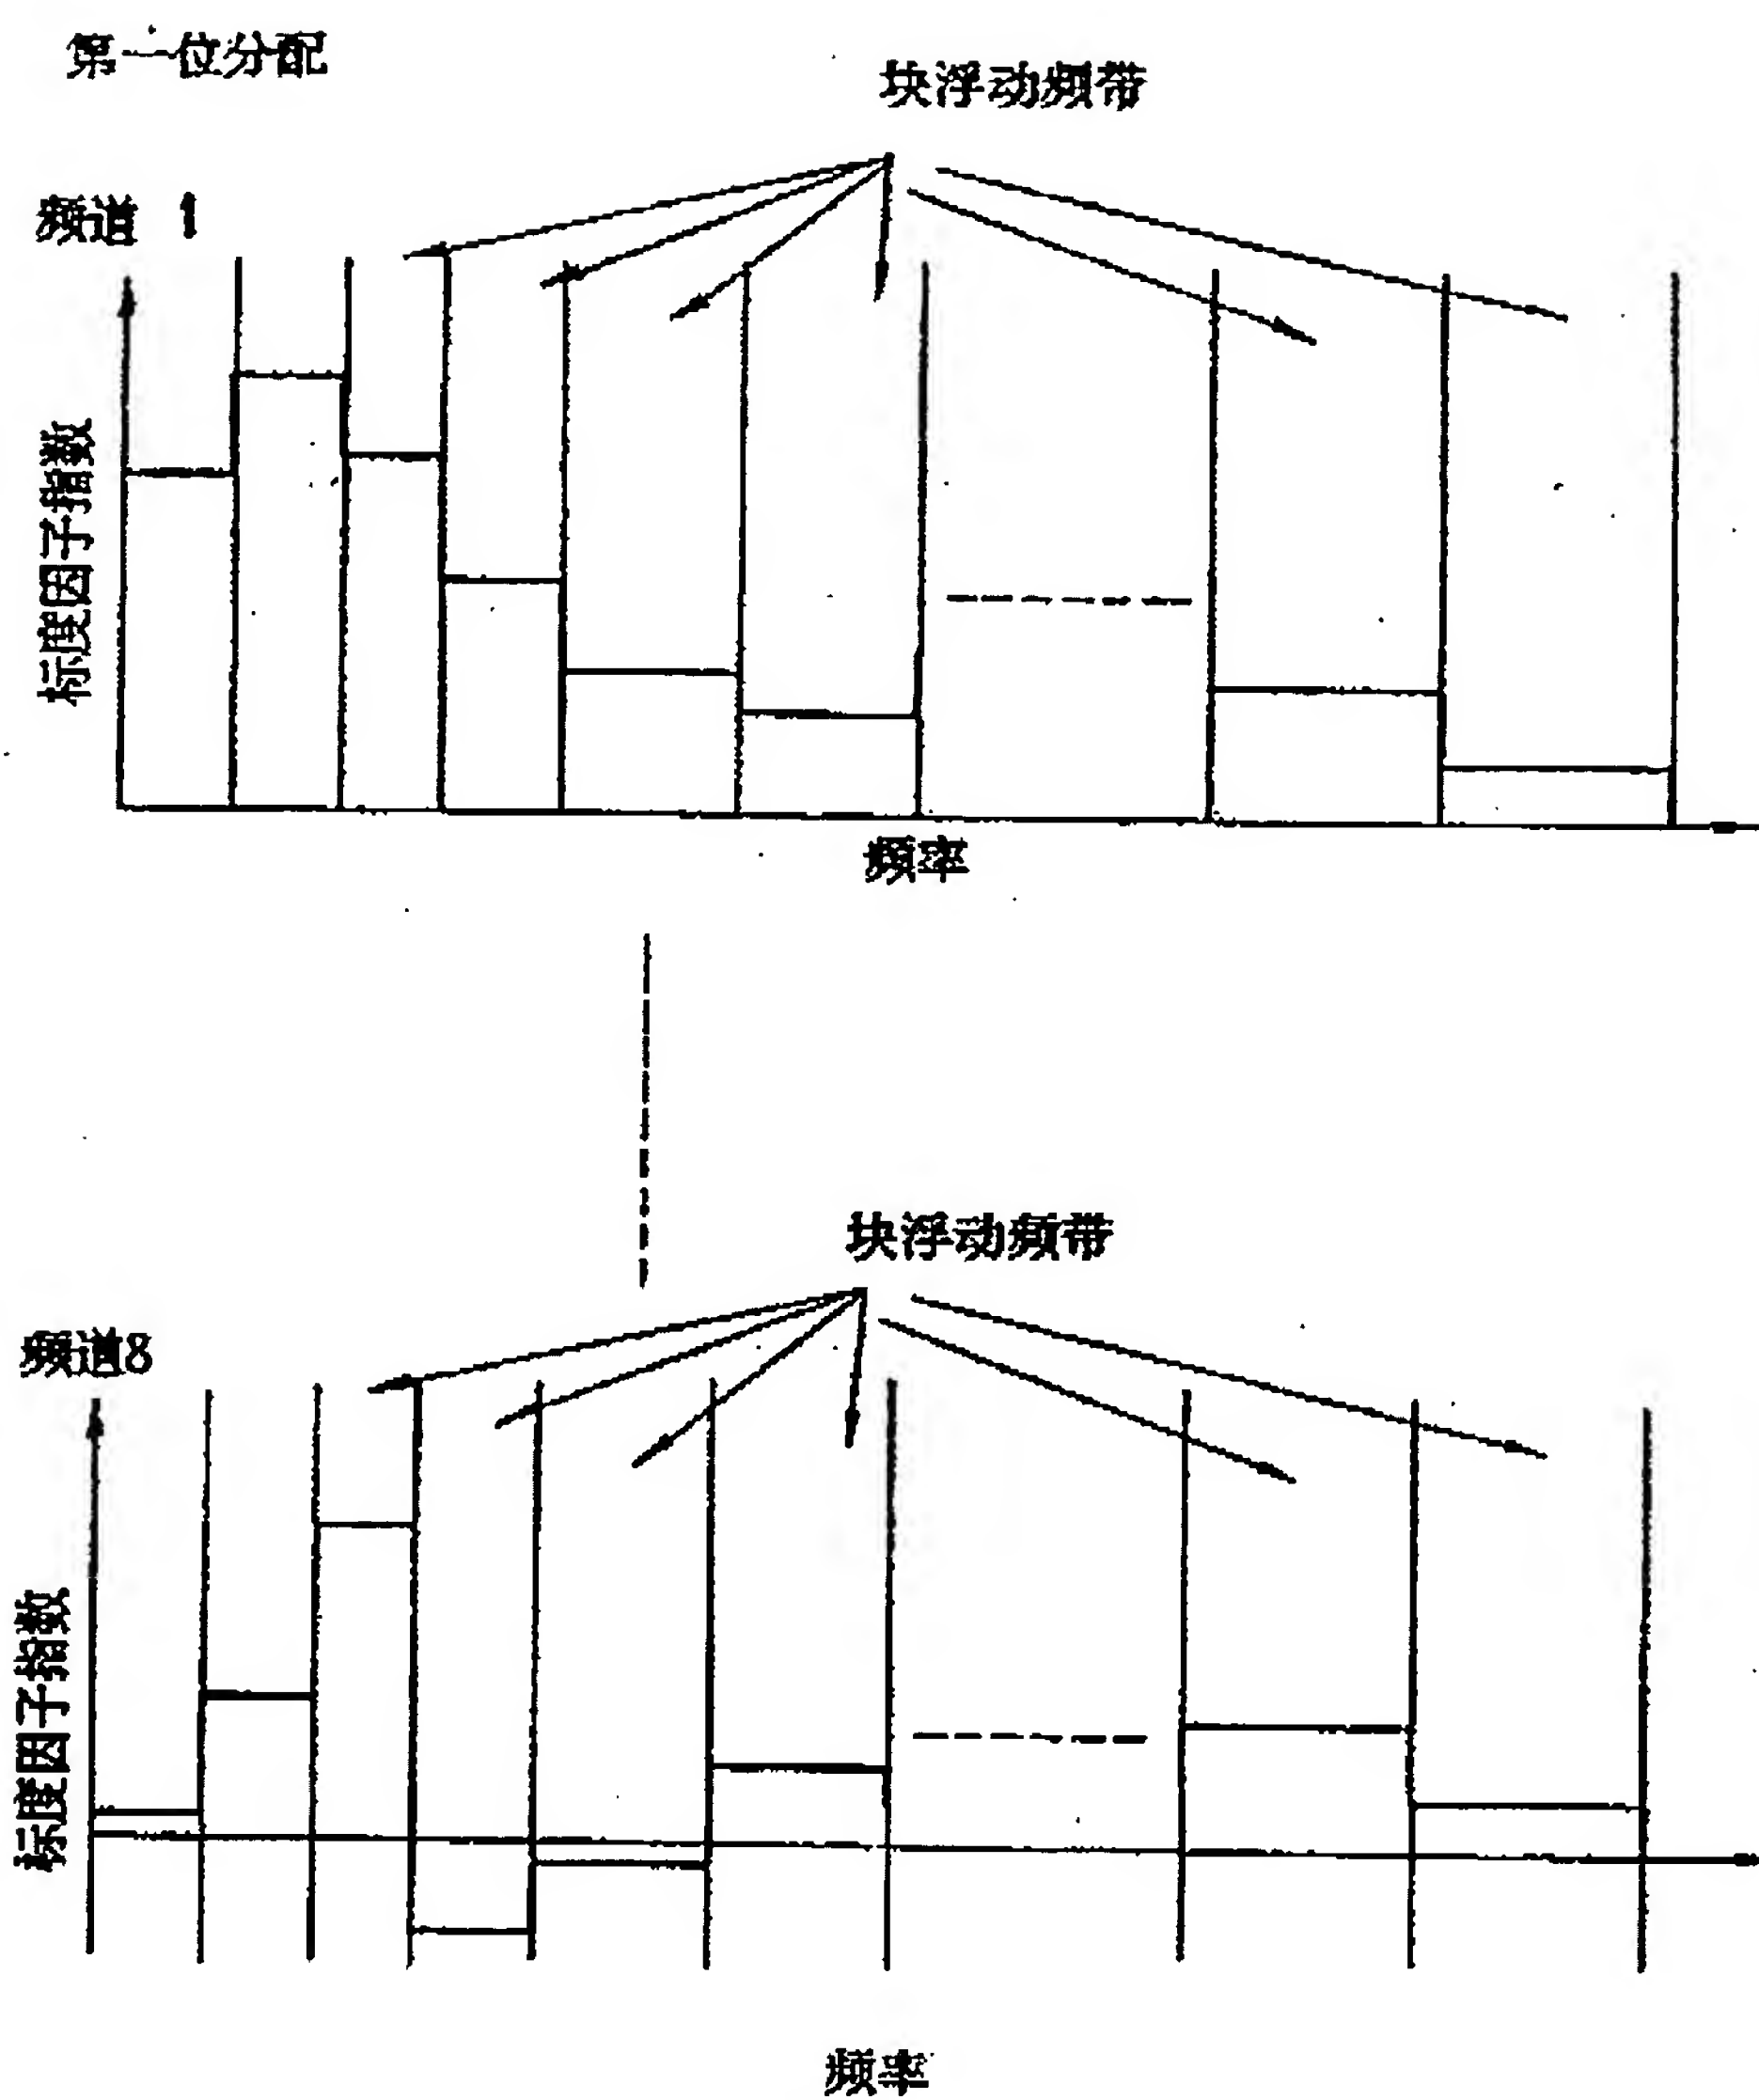 第一位分配
块浮动频带
频道 1
标度因子指数
频率
块浮动频带
频道8
标度因子指数
频率